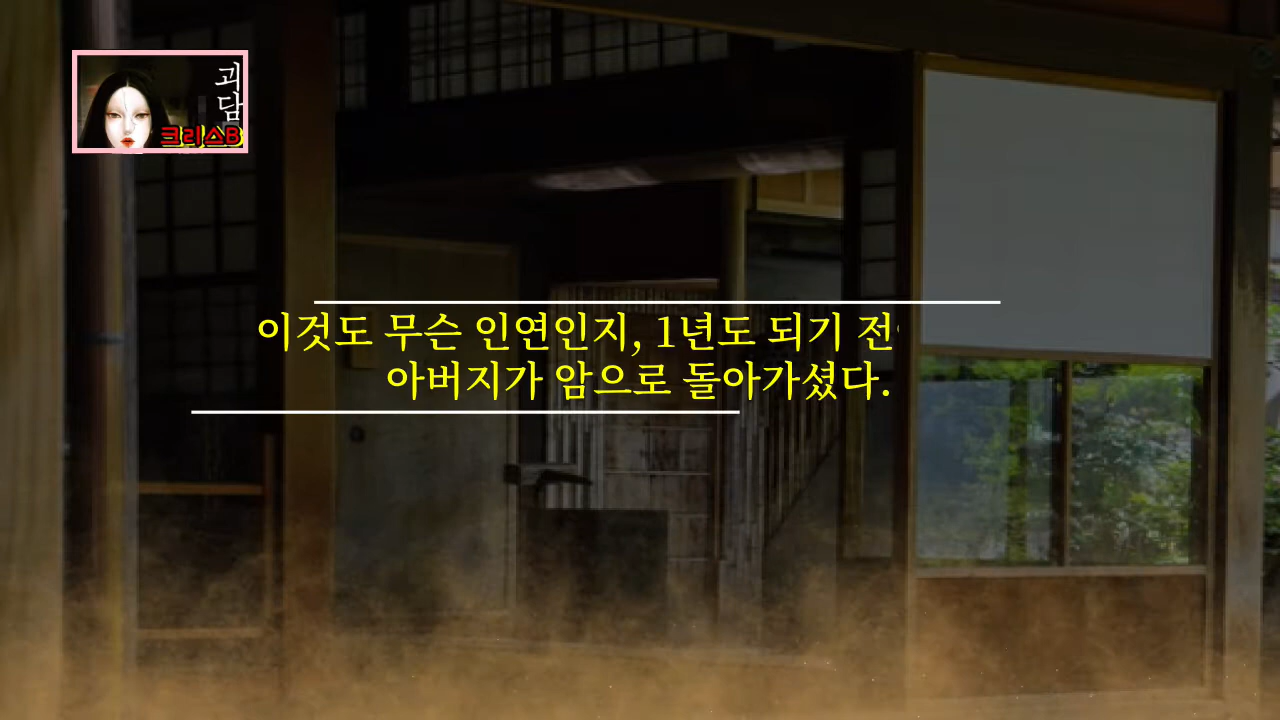 괴담
크리스B
이것도 무슨 인연인지, 1년도 되기 전
아버지가 암으로 돌아가셨다.